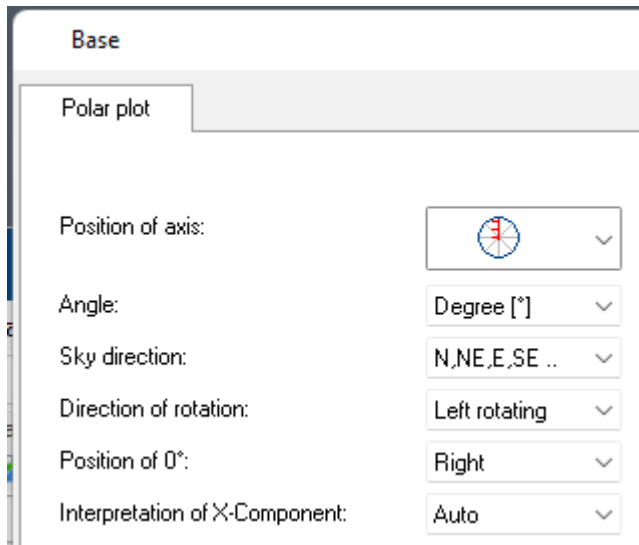 Base
Polar plot
Position of axis:
Angle: Degree [°]
Sky direction: N,NE,E,SE ..
Direction of rotation: Left rotating
Position of 0°: Right
Interpretation of X-Component: Auto